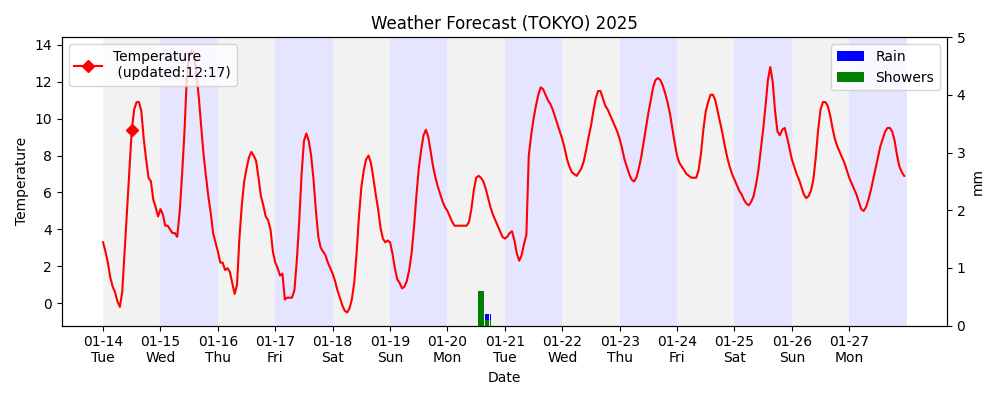 Weather Forecast (TOKYO) 2025
Temperature
(updated:12:17)
Rain
Showers
Temperature
14
12
10
8
6
4
2
0
5
4
3
2
1
0
mm
01-14 01-15 01-16 01-17 01-18 01-19 01-20 01-21 01-22 01-23 01-24 01-25 01-26 01-27
Tue Wed Thu Fri Sat Sun Mon Tue Wed Thu Fri Sat Sun Mon
Date